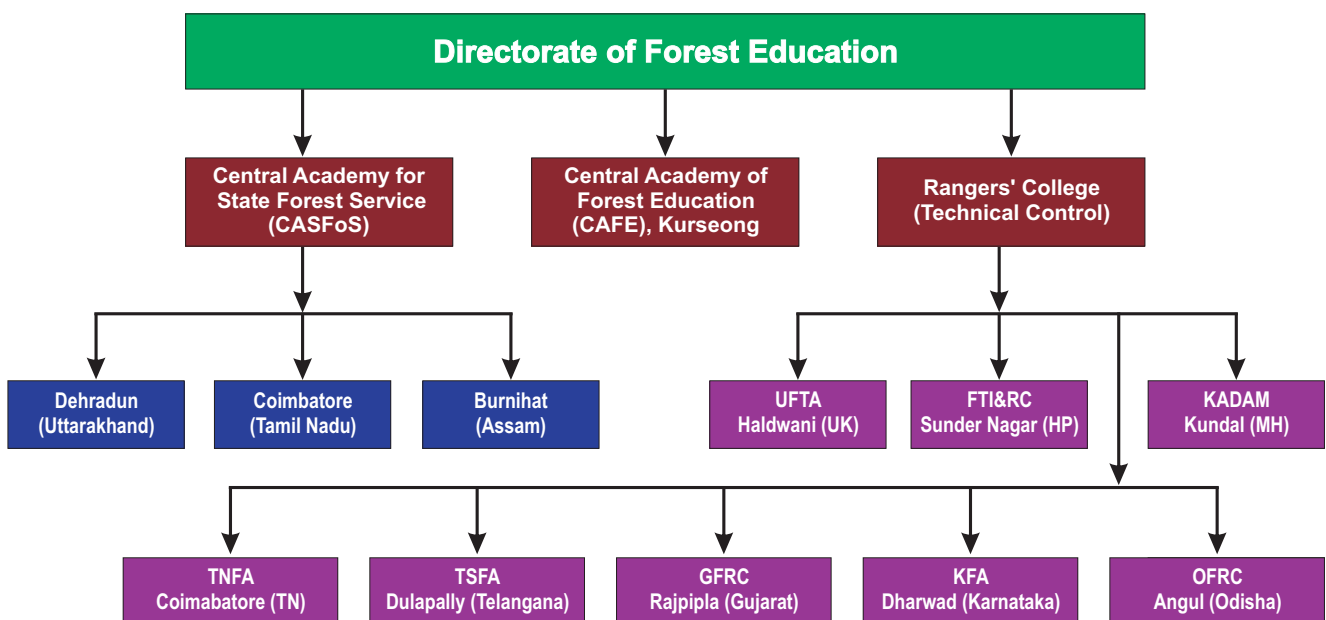 Directorate of Forest Education
Central Academy for
State Forest Service
(CASFoS)
Central Academy of
Forest Education
(CAFE), Kurseong
Rangers' College
(Technical Control)
Dehradun
(Uttarakhand)
Coimbatore
(Tamil Nadu)
Burnihat
(Assam)
UFTA
Haldwani (UK)
FTI&RC
Sunder Nagar (HP)
KADAM
Kundal (MH)
TNFA
Coimabatore (TN)
TSFA
Dulapally (Telangana)
GFRC
Rajpipla (Gujarat)
KFA
Dharwad (Karnataka)
OFRC
Angul (Odisha)